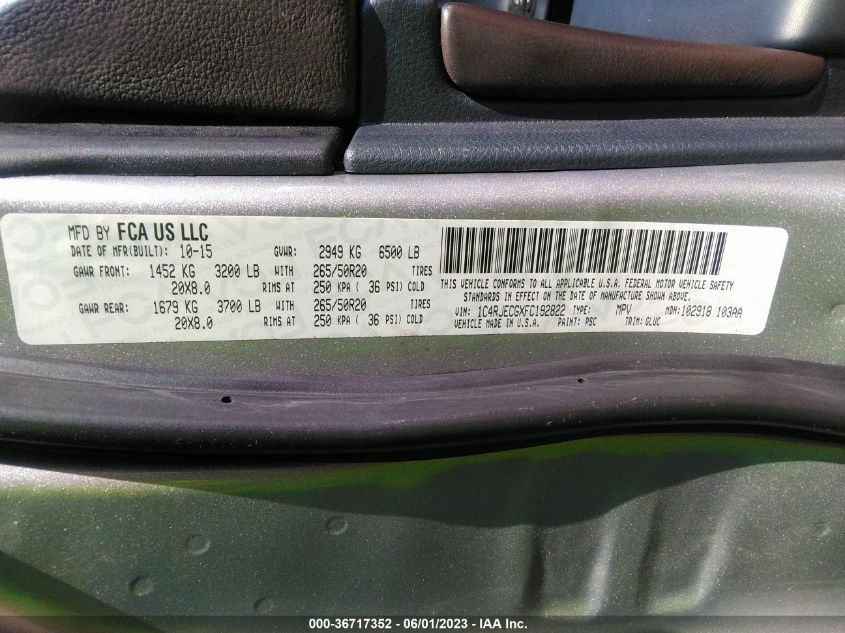 MFD BY FCA US LLC
DATE OF MFR(BUILT): 10-15 GVWR: 2949 KG 6500 LB
GAWR FRONT: 1452 KG 3200 LB WITH 265/50R20 TIRES
20X8.0 RIMS AT 250 KPA ( 36 PSI) COLD
GAWR REAR: 1679 KG 3700 LB WITH 265/50R20 TIRES
20X8.0 RIMS AT 250 KPA ( 36 PSI) COLD
THIS VEHICLE CONFORMS TO ALL APPLICABLE U.S.A. FEDERAL MOTOR VEHICLE SAFETY
STANDARDS IN EFFECT ON THE DATE OF MANUFACTURE SHOWN ABOVE.
VIN: 1C4RJECGXFC192822 TYPE: MPV MDH:102918 103AA
VEHICLE MADE IN U.S.A. PAINT: PSC TRIM: GLUC
000-36717352 - 06/01/2023 - IAA Inc.